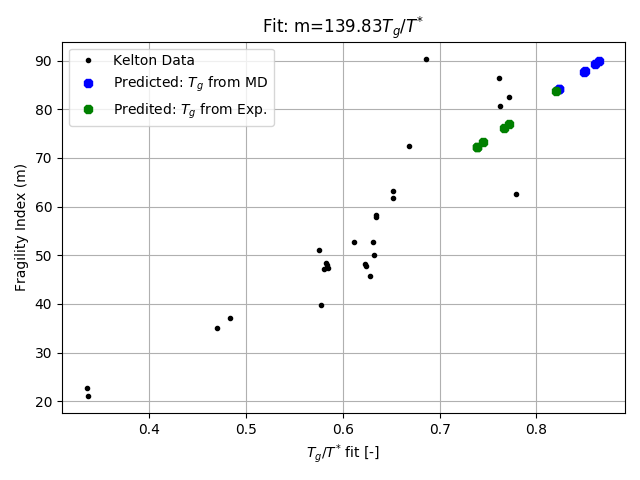 Fit: m=139.83T_g/T^*
Kelton Data
Predicted: T_g from MD
Predited: T_g from Exp.
Fragility Index (m)
90
80
70
60
50
40
30
20
0.4 0.5 0.6 0.7 0.8
T_g/T^* fit [-]